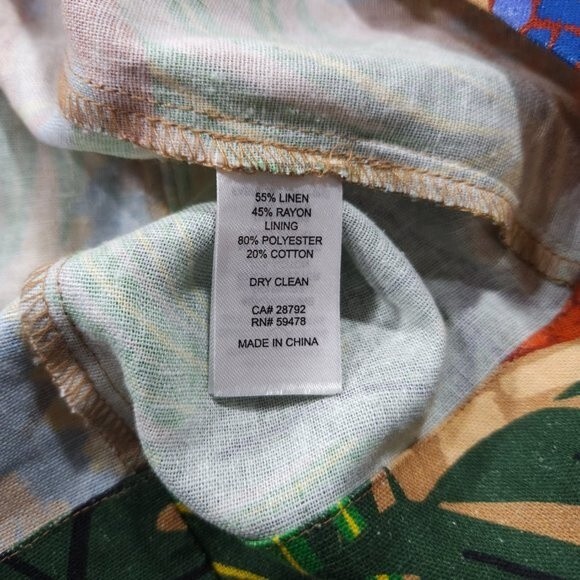 55% LINEN
45% RAYON
LINING
80% POLYESTER
20% COTTON
DRY CLEAN
CA# 28792
RN# 59478
MADE IN CHINA